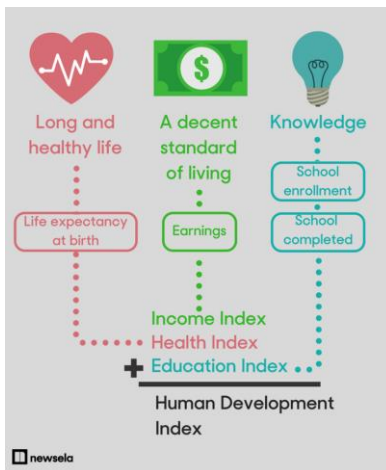 $
Long and
healthy life
A decent
standard
of living
Knowledge
Life expectancy
at birth
Earnings
School
enrollment
School
completed
Income Index
Health Index
+ Education Index
Human Development
Index
newsela